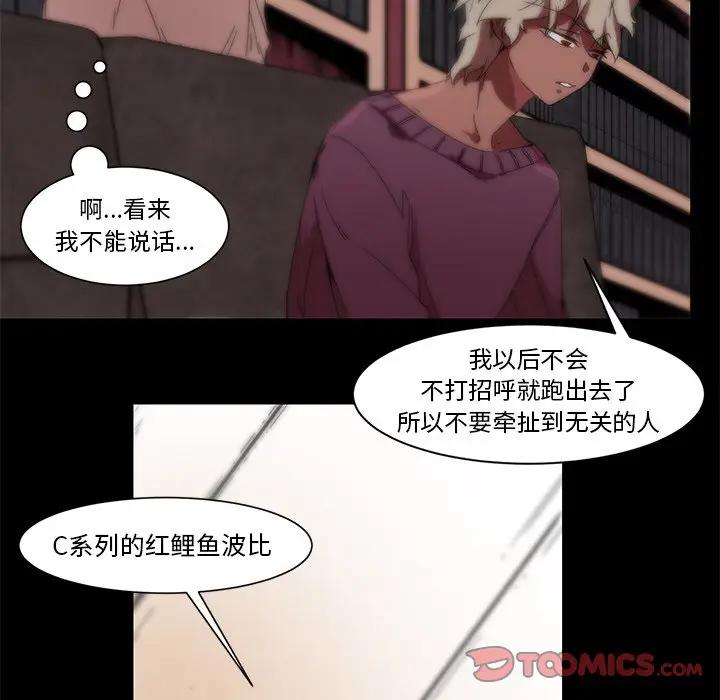 啊...看来
我不能说话...
我以后不会
不打招呼就跑出去了
所以不要牵扯到无关的人
C系列的红鲤鱼波比
TOOMICS.COM